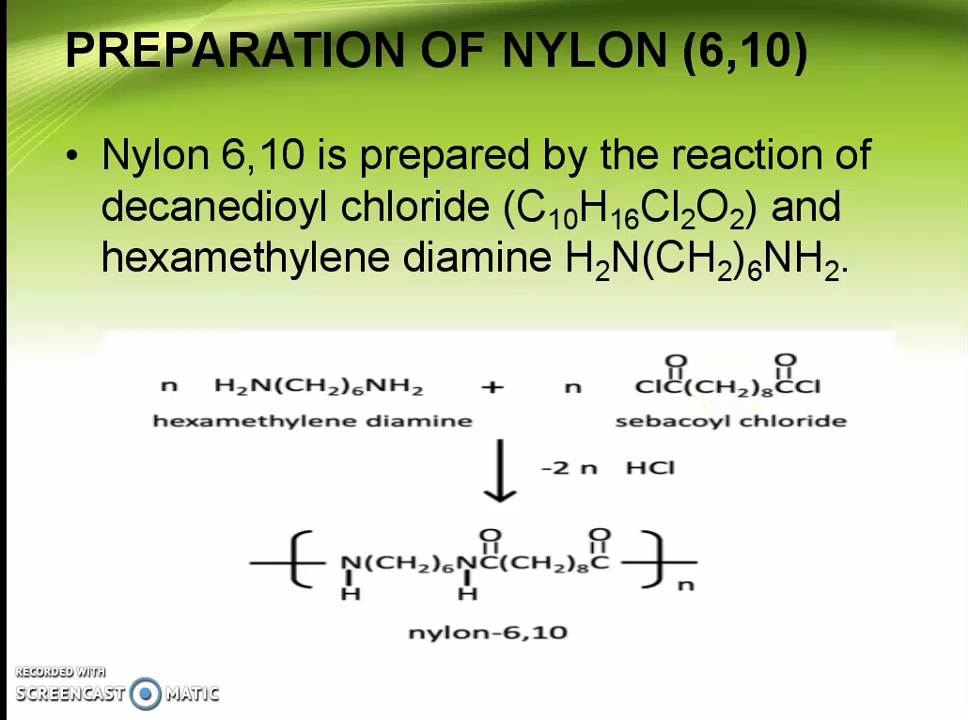 PREPARATION OF NYLON (6,10)
• Nylon 6,10 is prepared by the reaction of
decanedioyl chloride (C₁₀H₁₆Cl₂O₂) and
hexamethylene diamine H₂N(CH₂)₆NH₂.
O O
n H₂N(CH₂)₆NH₂ + n ClC(CH₂)₈CCl
hexamethylene diamine sebacoyl chloride
-2 n HCl
O O
N(CH₂)₆NC(CH₂)₈C
n
H H
nylon-6,10
RECORDED WITH
SCREENCAST MATIC